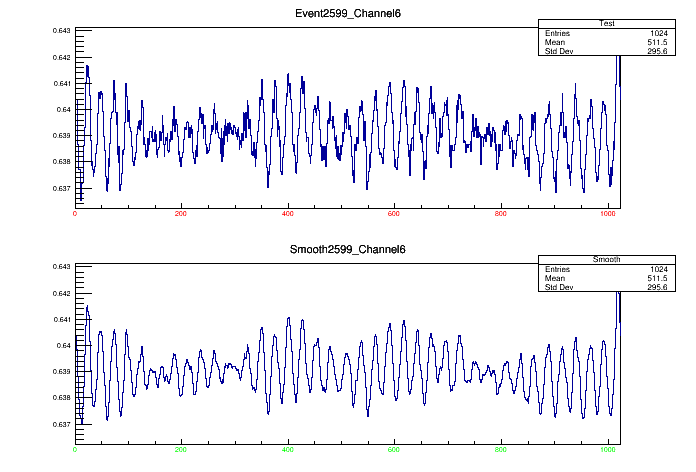 Event2599_Channel6
Test
Entries 1024
Mean 511.5
Std Dev 295.6
0.643
0.642
0.641
0.64
0.639
0.638
0.637
0 200 400 600 800 1000
Smooth2599_Channel6
Smooth
Entries 1024
Mean 511.5
Std Dev 295.6
0.643
0.642
0.641
0.64
0.639
0.638
0.637
0 200 400 600 800 1000